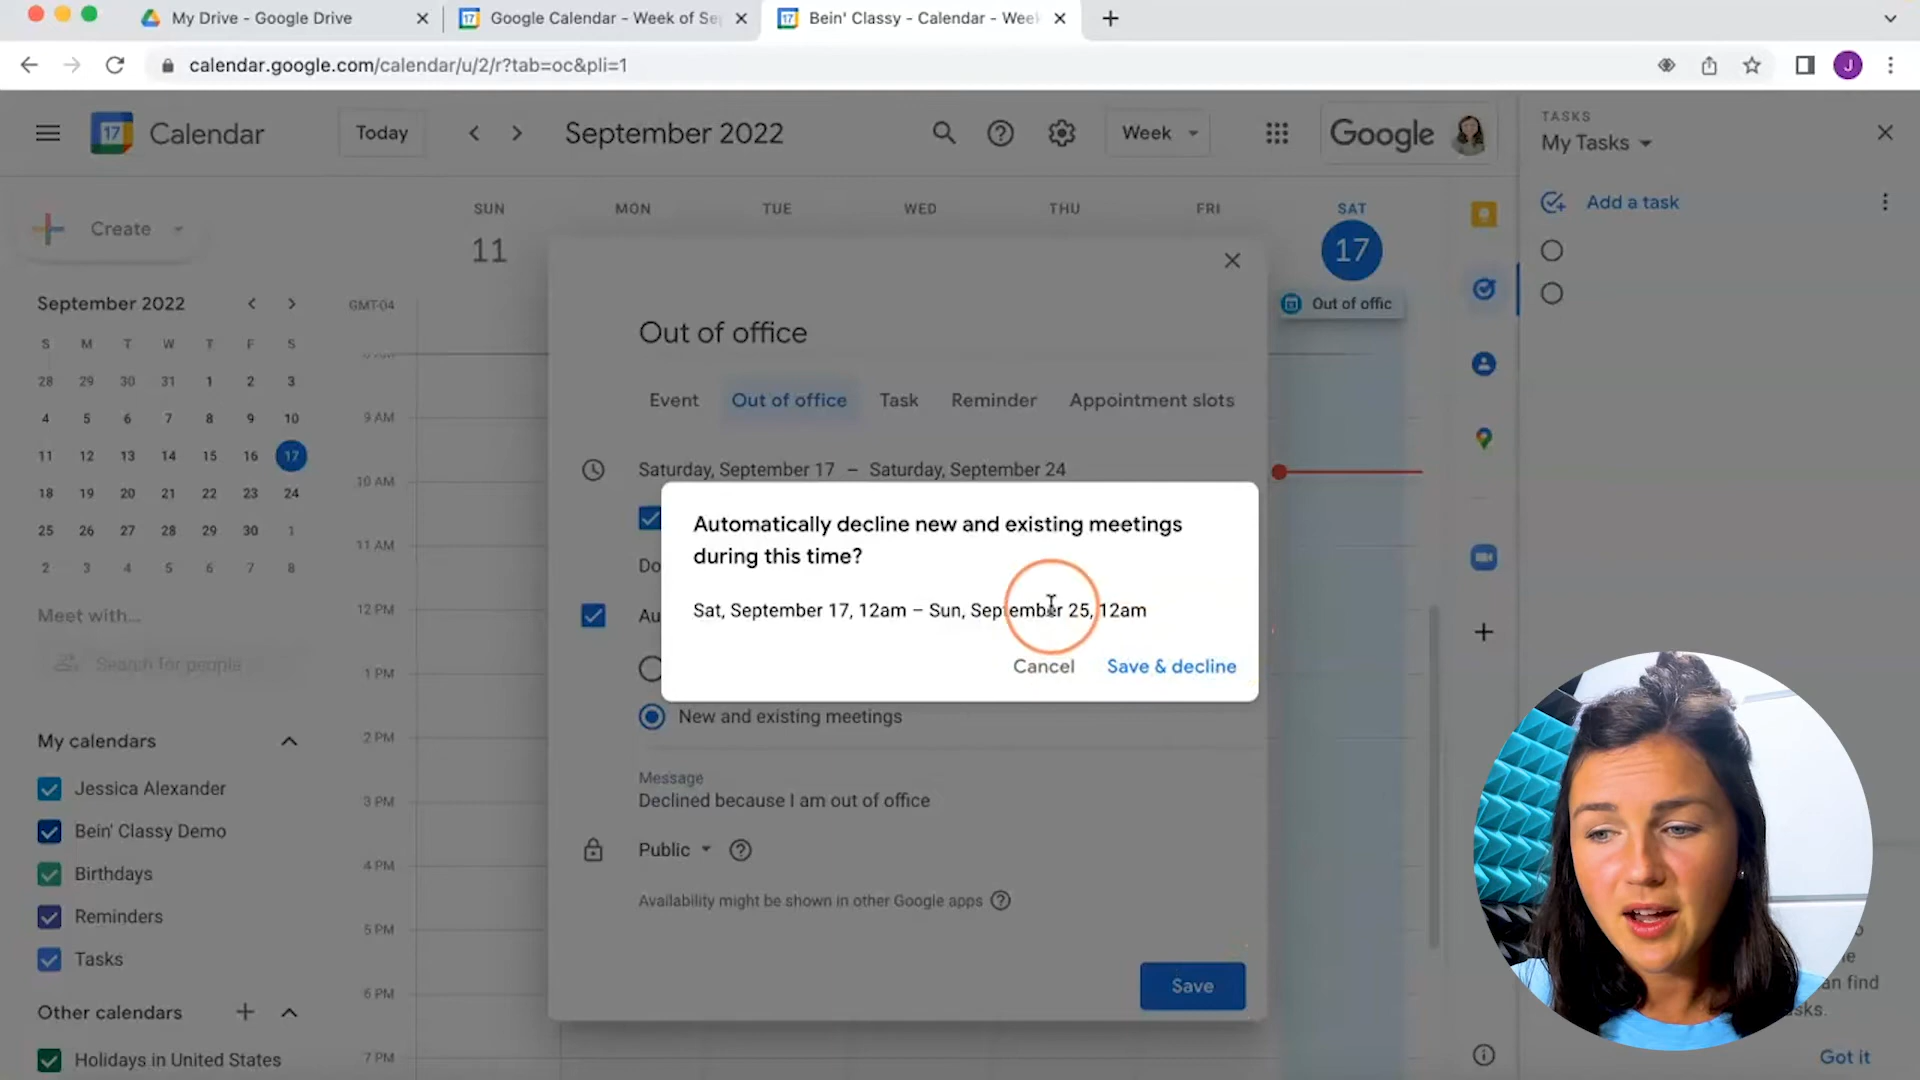 My Drive - Google Drive
Google Calendar - Week of Se
Bein' Classy - Calendar - Week
calendar.google.com/calendar/u/2/r?tab=oc&pli=1
J
17
Calendar
Today
September 2022
Week
Google
TASKS
My Tasks
Add a task
Create
SUN
MON
TUE
WED
THU
FRI
SAT
11
17
Out of offic
September 2022
S M T W T F S
28 29 30 31 1 2 3
4 5 6 7 8 9 10
11 12 13 14 15 16 17
18 19 20 21 22 23 24
25 26 27 28 29 30 1
2 3 4 5 6 7 8
GMT-04
9 AM
10 AM
11 AM
12 PM
1 PM
2 PM
3 PM
4 PM
5 PM
6 PM
7 PM
Out of office
Event
Out of office
Task
Reminder
Appointment slots
Saturday, September 17 – Saturday, September 24
Do
Au
Automatically decline new and existing meetings
during this time?
Sat, September 17, 12am – Sun, September 25, 12am
Cancel
Save & decline
New and existing meetings
Message
Declined because I am out of office
Public
Availability might be shown in other Google apps
Save
Meet with...
Search for people
My calendars
Jessica Alexander
Bein' Classy Demo
Birthdays
Reminders
Tasks
Other calendars
Holidays in United States
an find
Got it